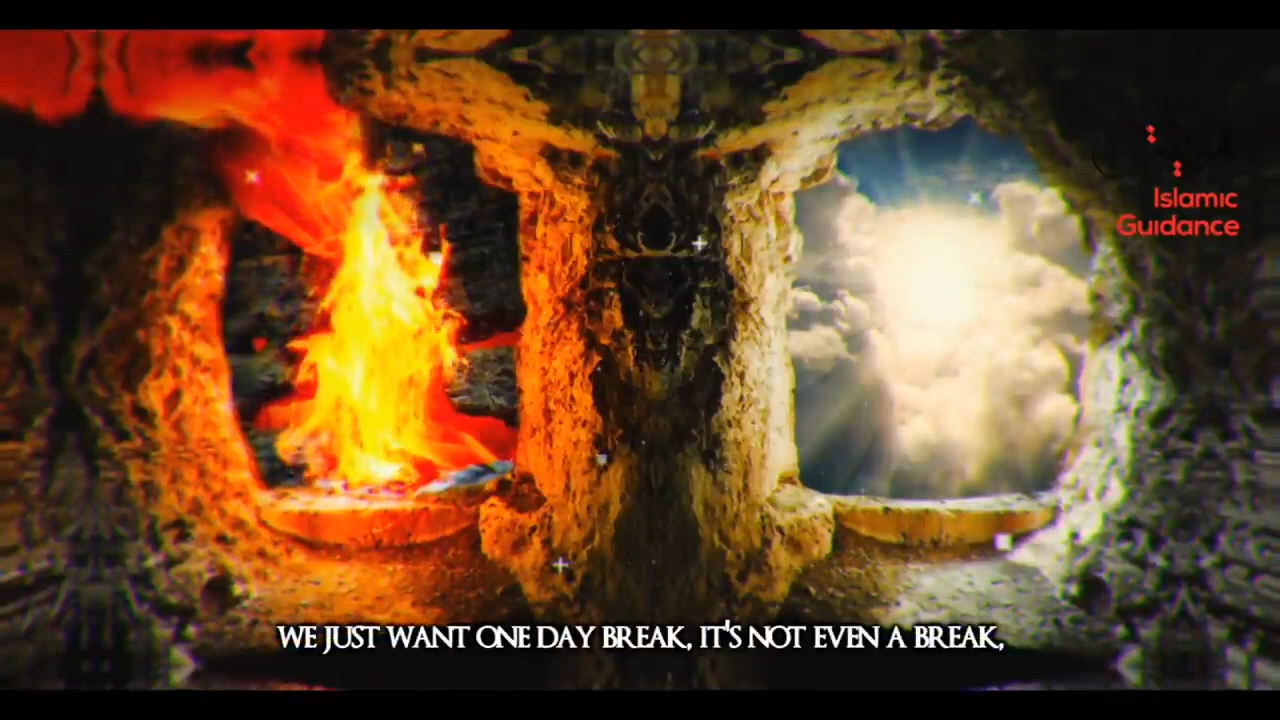 Islamic
Guidance
WE JUST WANT ONE DAY BREAK, IT'S NOT EVEN A BREAK,